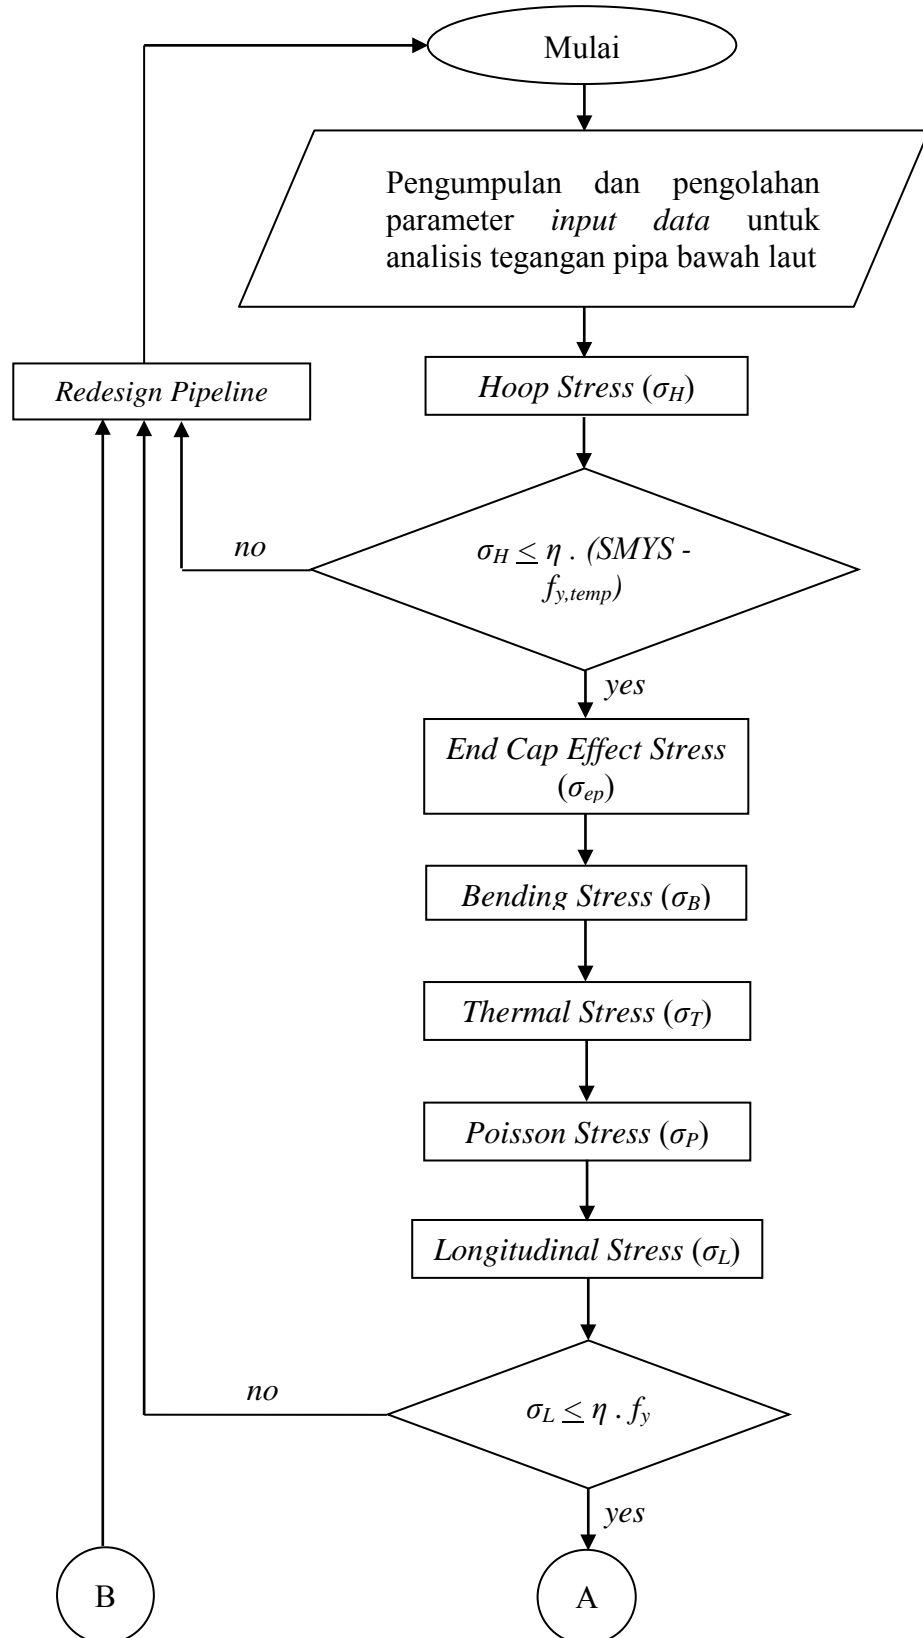 Mulai
Pengumpulan dan pengolahan
parameter input data untuk
analisis tegangan pipa bawah laut
Redesign Pipeline
Hoop Stress (σH)
no
σH ≤ η . (SMYS -
fy,temp)
yes
End Cap Effect Stress
(σep)
Bending Stress (σB)
Thermal Stress (σT)
Poisson Stress (σP)
Longitudinal Stress (σL)
no
σL ≤ η . fy
yes
B
A